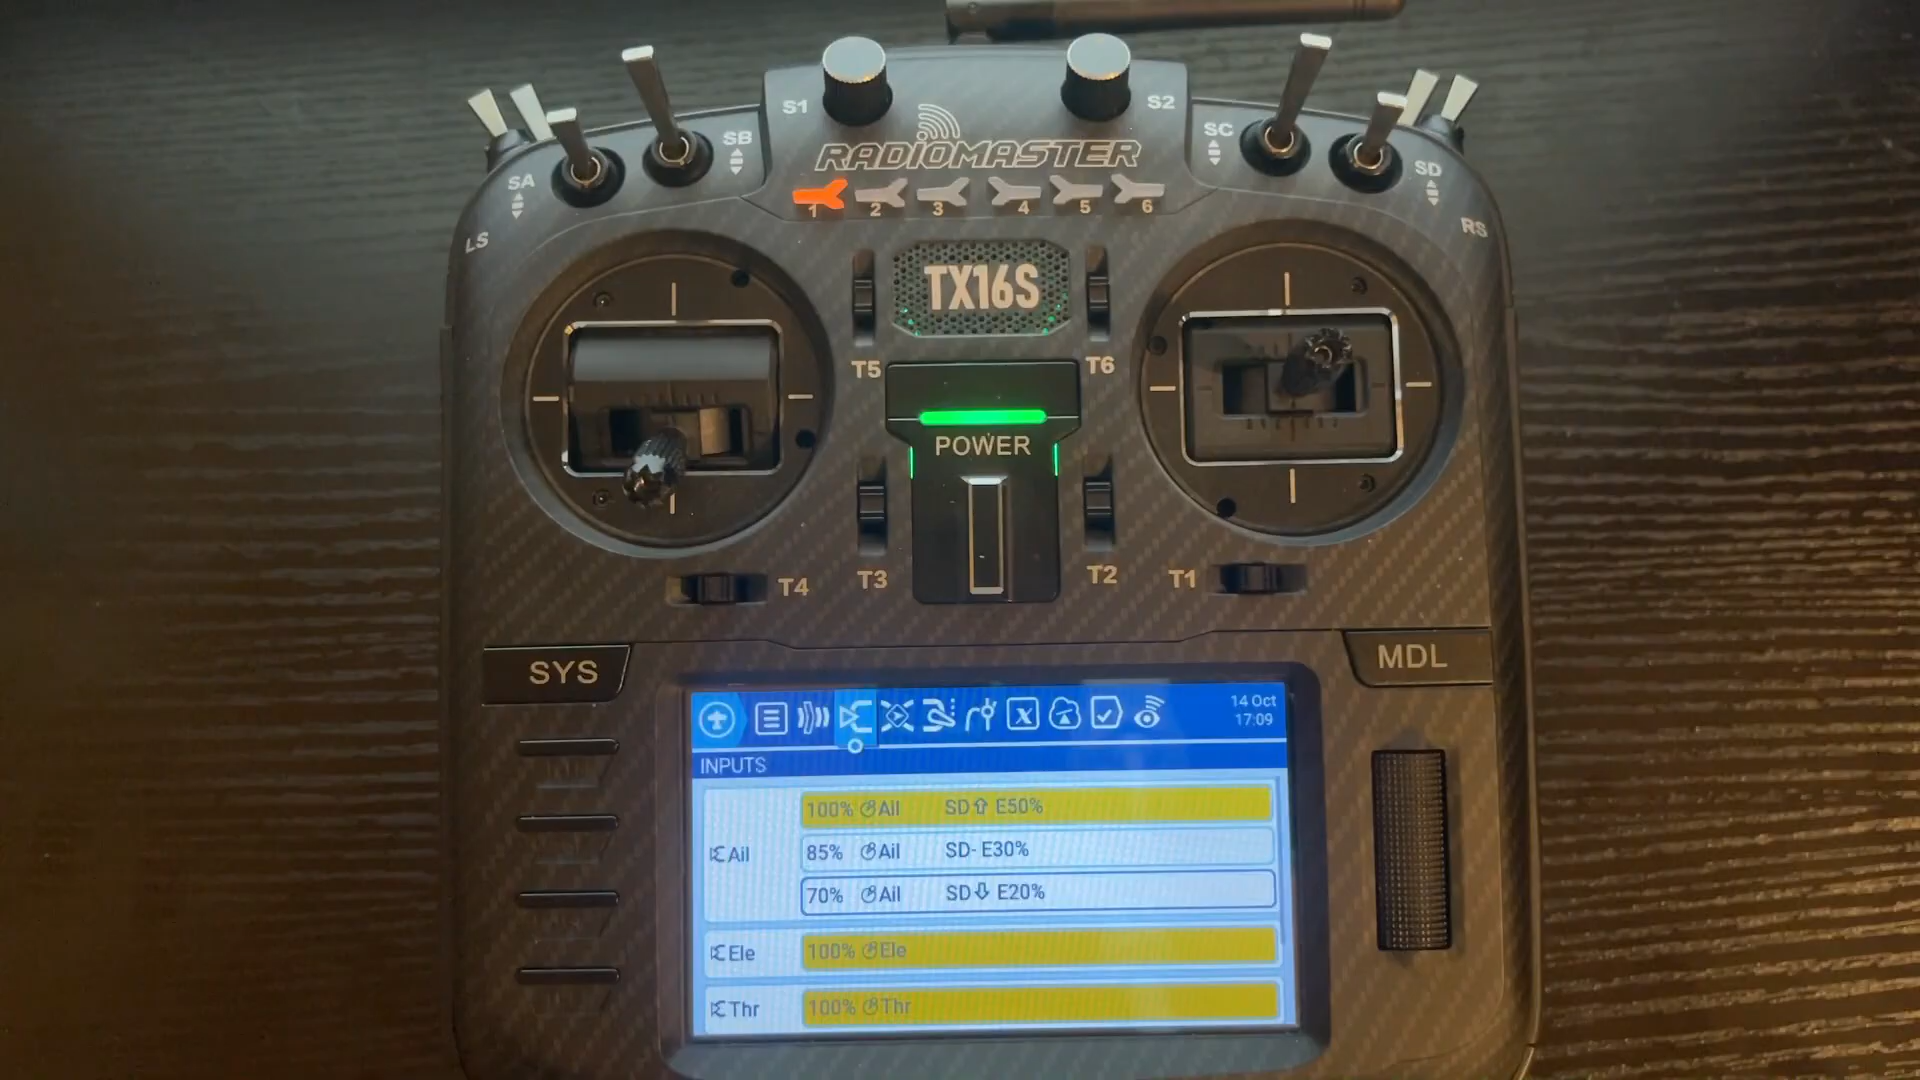 S1
S2
SB
SC
RADIOMASTER
SA
SD
1 2 3 4 5 6
LS
RS
TX16S
T5
T6
POWER
T4
T3
T2
T1
SYS
MDL
14 Oct
17:09
INPUTS
Ail
100% Ail SD⇧ E50%
85% Ail SD- E30%
70% Ail SD⇩ E20%
Ele 100% Ele
Thr 100% Thr